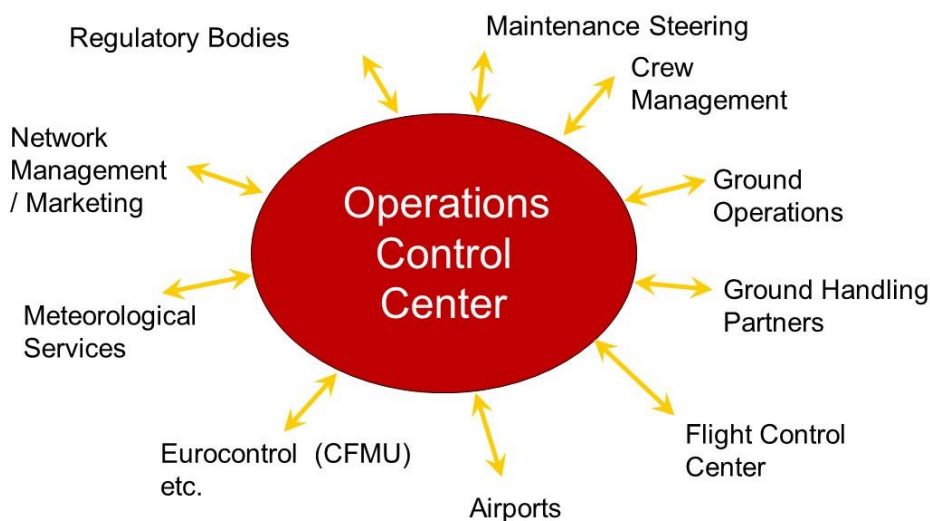 Regulatory Bodies
Maintenance Steering
Crew
Management
Network
Management
/ Marketing
Operations
Control
Center
Ground
Operations
Meteorological
Services
Ground Handling
Partners
Eurocontrol (CFMU)
etc.
Airports
Flight Control
Center